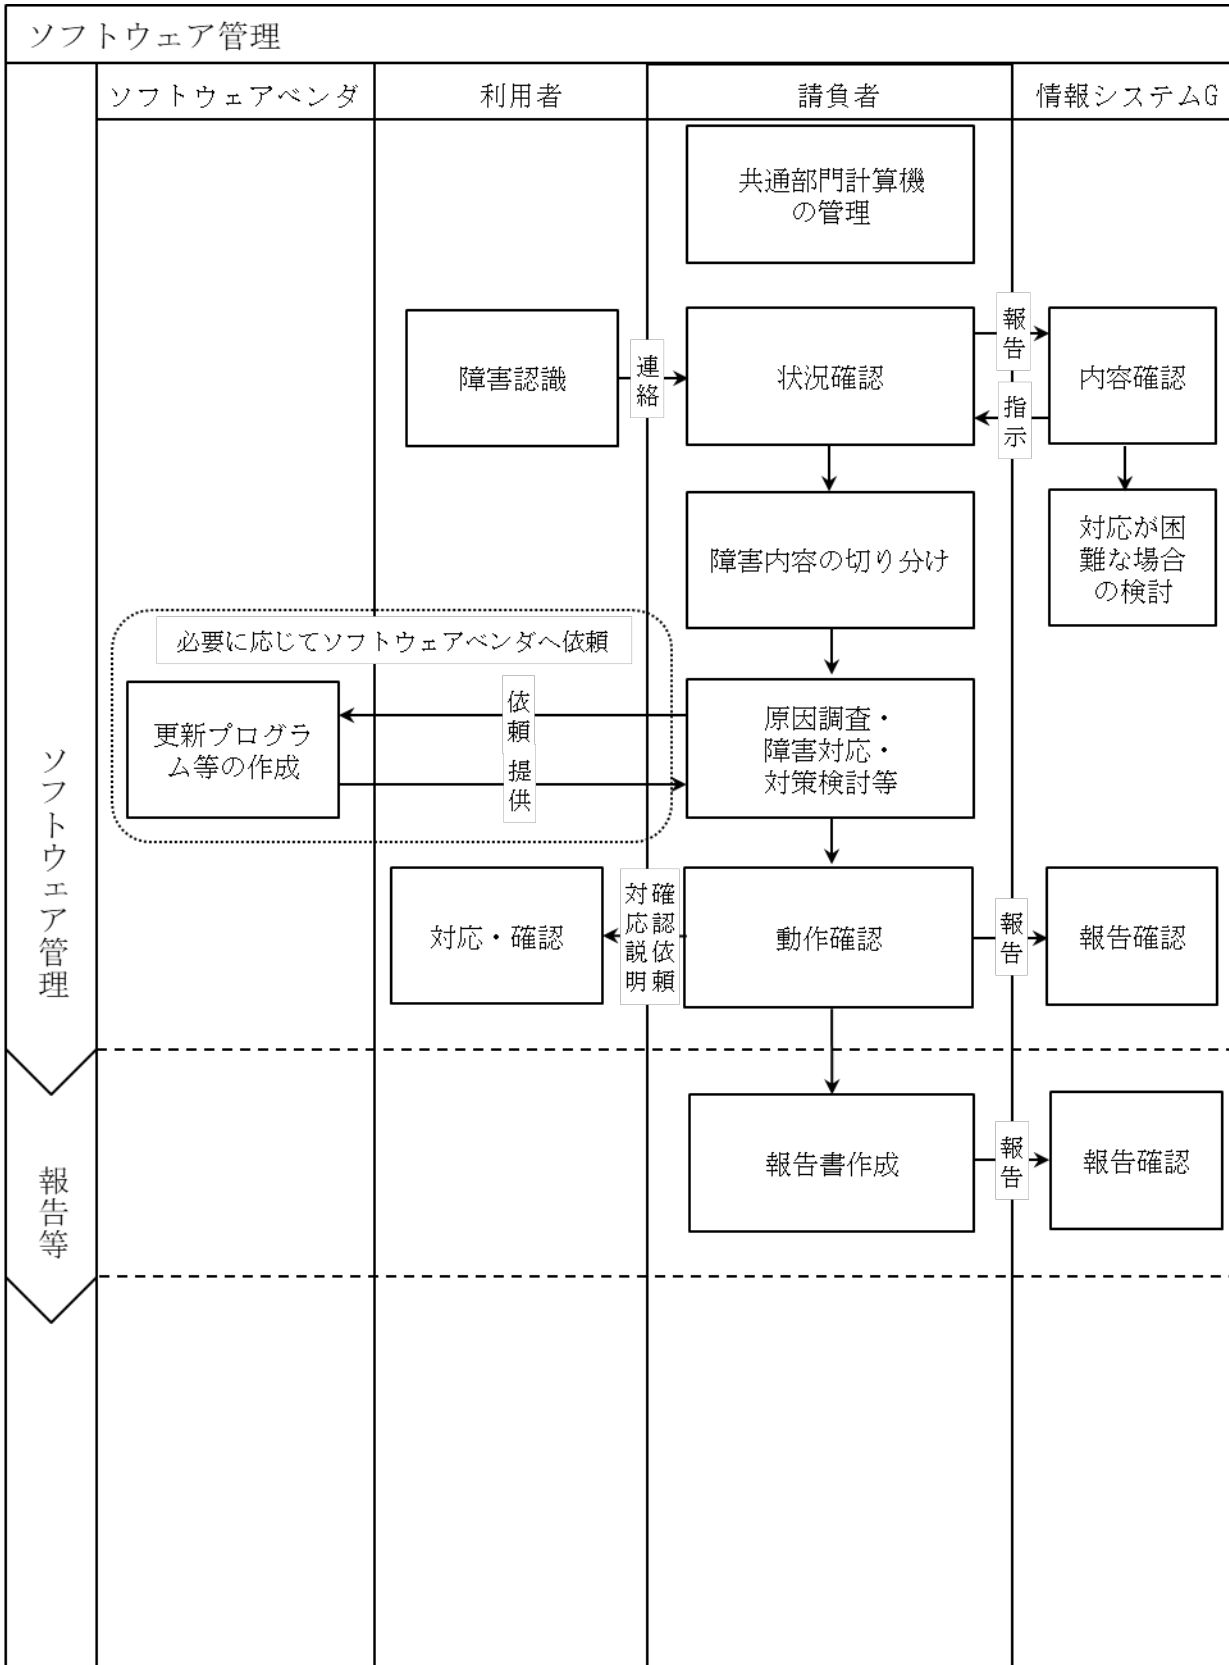 ソフトウェア管理
ソフトウェアベンダ
利用者
請負者
情報システムG
共通部門計算機
の管理
障害認識
連絡
状況確認
報告
指示
内容確認
障害内容の切り分け
対応が困
難な場合
の検討
必要に応じてソフトウェアベンダへ依頼
更新プログラ
ム等の作成
依頼
提供
原因調査・
障害対応・
対策検討等
ソフトウェア管理
対応・確認
確認依頼
対応説明
動作確認
報告
報告確認
報告等
報告書作成
報告
報告確認